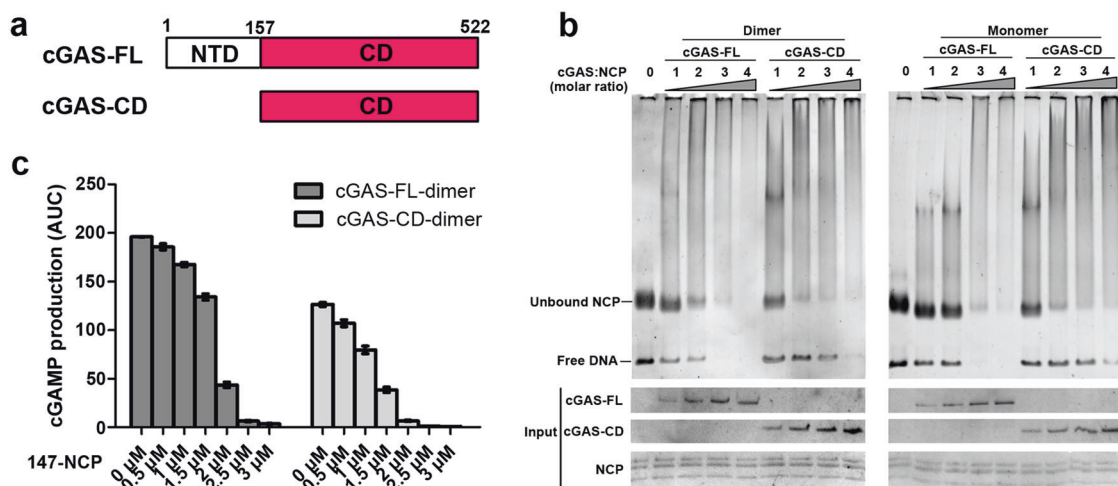 a
1 157 522
cGAS-FL NTD CD
cGAS-CD CD
b
Dimer Monomer
cGAS-FL cGAS-CD cGAS-FL cGAS-CD
cGAS:NCP 0 1 2 3 4 1 2 3 4 0 1 2 3 4 1 2 3 4
(molar ratio)
Unbound NCP
Free DNA
cGAS-FL
Input cGAS-CD
NCP
c
cGAMP production (AUC)
250
200
150
100
50
0
cGAS-FL-dimer
cGAS-CD-dimer
147-NCP
0 μM 0.5 μM 1 μM 1.5 μM 2 μM 2.5 μM 3 μM 0 μM 0.5 μM 1 μM 1.5 μM 2 μM 2.5 μM 3 μM